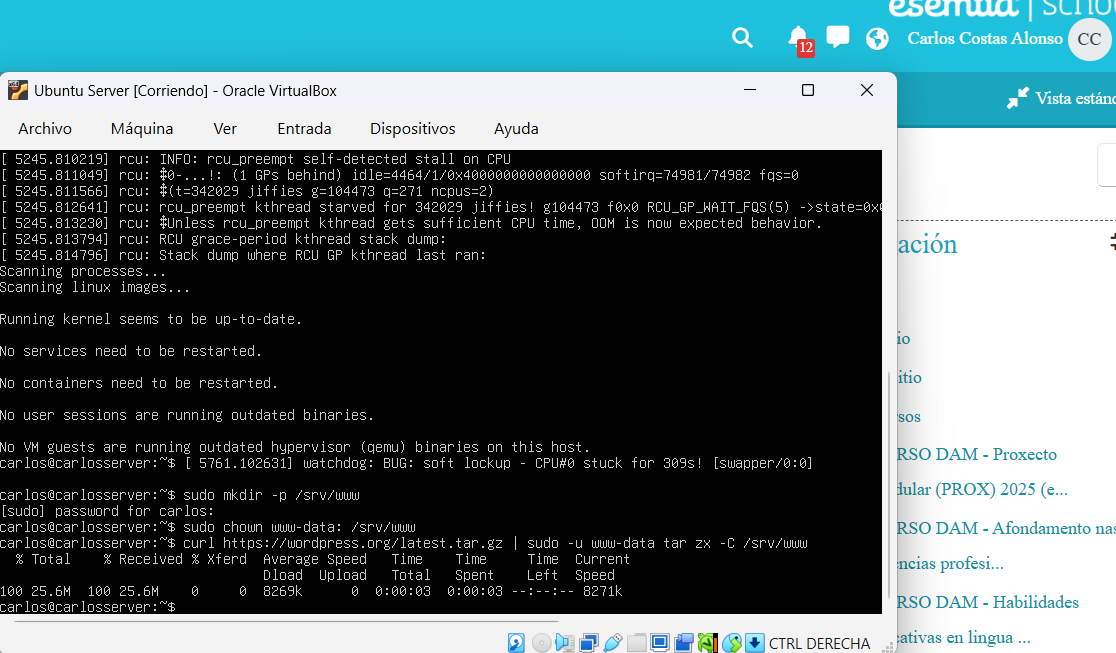 esemtia | schoo
12
Carlos Costas Alonso
CC
Ubuntu Server [Corriendo] - Oracle VirtualBox
Vista estánd
Archivo Máquina Ver Entrada Dispositivos Ayuda
[ 5245.810219] rcu: INFO: rcu_preempt self-detected stall on CPU
[ 5245.811049] rcu: 0-...!: (1 GPs behind) idle=4464/1/0x4000000000000000 softirq=74981/74982 fqs=0
[ 5245.811566] rcu: (t=342029 jiffies g=104473 q=271 ncpus=2)
[ 5245.812641] rcu: rcu_preempt kthread starved for 342029 jiffies! g104473 f0x0 RCU_GP_WAIT_FQS(5) ->state=0x
[ 5245.813230] rcu: Unless rcu_preempt kthread gets sufficient CPU time, OOM is now expected behavior.
[ 5245.813794] rcu: RCU grace-period kthread stack dump:
[ 5245.814796] rcu: Stack dump where RCU GP kthread last ran:
Scanning processes...
Scanning linux images...
Running kernel seems to be up-to-date.
No services need to be restarted.
No containers need to be restarted.
No user sessions are running outdated binaries.
No VM guests are running outdated hypervisor (qemu) binaries on this host.
carlos@carlosserver:~$ [ 5761.102631] watchdog: BUG: soft lockup - CPU#0 stuck for 309s! [swapper/0:0]
carlos@carlosserver:~$ sudo mkdir -p /srv/www
[sudo] password for carlos:
carlos@carlosserver:~$ sudo chown www-data: /srv/www
carlos@carlosserver:~$ curl https://wordpress.org/latest.tar.gz | sudo -u www-data tar zx -C /srv/www
% Total % Received % Xferd Average Speed Time Time Time Current
Dload Upload Total Spent Left Speed
100 25.6M 100 25.6M 0 0 8269k 0 0:00:03 0:00:03 --:--:-- 8271k
carlos@carlosserver:~$
CTRL DERECHA
ación
io
itio
sos
RSO DAM - Proxecto
dular (PROX) 2025 (e...
RSO DAM - Afondamento nas
encias profesi...
RSO DAM - Habilidades
cativas en lingua ...